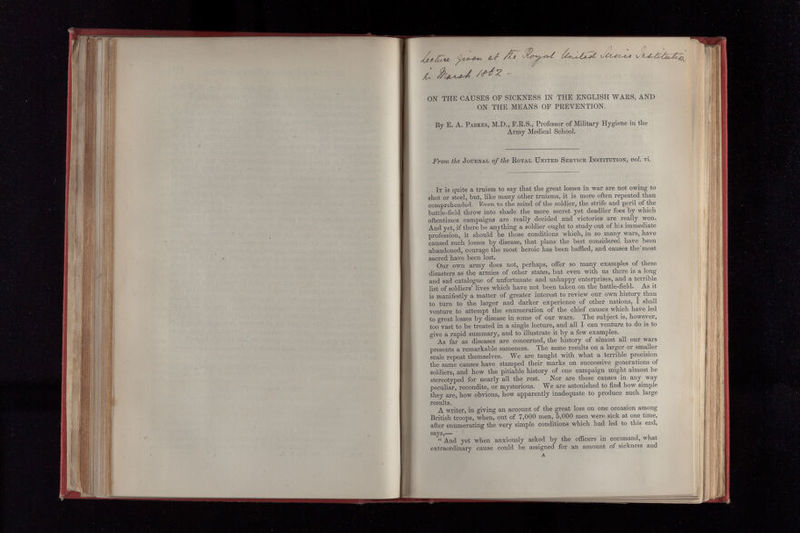 Lecture given at the Royal United Service Institution
in March 1862 -
ON THE CAUSES OF SICKNESS IN THE ENGLISH WARS, AND
ON THE MEANS OF PREVENTION.
By E. A. PARKES, M.D., F.R.S., Professor of Military Hygiene in the
Army Medical School.
From the JOURNAL of the ROYAL UNITED SERVICE INSTITUTION, vol. vi.
IT is quite a truism to say that the great losses in war are not owing to
shot or steel, but, like many other truisms, it is more often repeated than
comprehended. Even to the mind of the soldier, the strife and peril of the
battle-field throw into shade the more secret yet deadlier foes by which
oftentimes campaigns are really decided and victories are really won.
And yet, if there be anything a soldier ought to study out of his immediate
profession, it should be those conditions which, in so many wars, have
caused such losses by disease, that plans the best considered have been
abandoned, courage the most heroic has been baffled, and causes the most
sacred have been lost.
Our own army does not, perhaps, offer so many examples of these
disasters as the armies of other states, but even with us there is a long
and sad catalogue of unfortunate and unhappy enterprises, and a terrible
list of soldiers' lives which have not been taken on the battle-field. As it
is manifestly a matter of greater interest to review our own history than
to turn to the larger and darker experience of other nations, I shall
venture to attempt the enumeration of the chief causes which have led
to great losses by disease in some of our wars. The subject is, however,
too vast to be treated in a single lecture, and all I can venture to do is to
give a rapid summary, and to illustrate it by a few examples.
As far as diseases are concerned, the history of almost all our wars
presents a remarkable sameness. The same results on a larger or smaller
scale repeat themselves. We are taught with what a terrible precision
the same causes have stamped their marks on successive generations of
soldiers, and how the pitiable history of one campaign might almost be
stereotyped for nearly all the rest. Nor are those causes in any way
peculiar, recondite, or mysterious. We are astonished to find how simple
they are, how obvious, how apparently inadequate to produce such large
results.
A writer, in giving an account of the great loss on one occasion among
British troops, when, out of 7,000 men, 5,000 men were sick at one time,
after enumerating the very simple conditions which had led to this end,
says,—
" And yet when anxiously asked by the officers in command, what
extraordinary cause could be assigned for an amount of sickness and
A